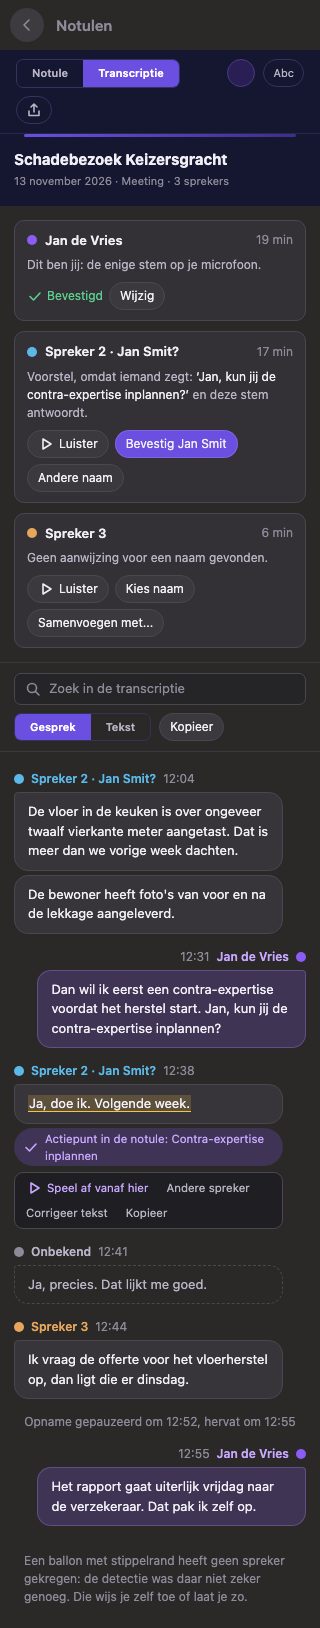 Notulen
Notule
Transcriptie
Abc
Schadebezoek Keizersgracht
13 november 2026 · Meeting · 3 sprekers
Jan de Vries 19 min
Dit ben jij: de enige stem op je microfoon.
Bevestigd Wijzig
Spreker 2 · Jan Smit? 17 min
Voorstel, omdat iemand zegt: 'Jan, kun jij de
contra-expertise inplannen?' en deze stem
antwoordt.
Luister Bevestig Jan Smit
Andere naam
Spreker 3 6 min
Geen aanwijzing voor een naam gevonden.
Luister Kies naam
Samenvoegen met...
Zoek in de transcriptie
Gesprek Tekst Kopieer
Spreker 2 · Jan Smit? 12:04
De vloer in de keuken is over ongeveer
twaalf vierkante meter aangetast. Dat is
meer dan we vorige week dachten.
De bewoner heeft foto's van voor en na
de lekkage aangeleverd.
12:31 Jan de Vries
Dan wil ik eerst een contra-expertise
voordat het herstel start. Jan, kun jij de
contra-expertise inplannen?
Spreker 2 · Jan Smit? 12:38
Ja, doe ik. Volgende week.
Actiepunt in de notule: Contra-expertise
inplannen
Speel af vanaf hier Andere spreker
Corrigeer tekst Kopieer
Onbekend 12:41
Ja, precies. Dat lijkt me goed.
Spreker 3 12:44
Ik vraag de offerte voor het vloerherstel
op, dan ligt die er dinsdag.
Opname gepauzeerd om 12:52, hervat om 12:55
12:55 Jan de Vries
Het rapport gaat uiterlijk vrijdag naar
de verzekeraar. Dat pak ik zelf op.
Een ballon met stippelrand heeft geen spreker
gekregen: de detectie was daar niet zeker
genoeg. Die wijs je zelf toe of laat je zo.